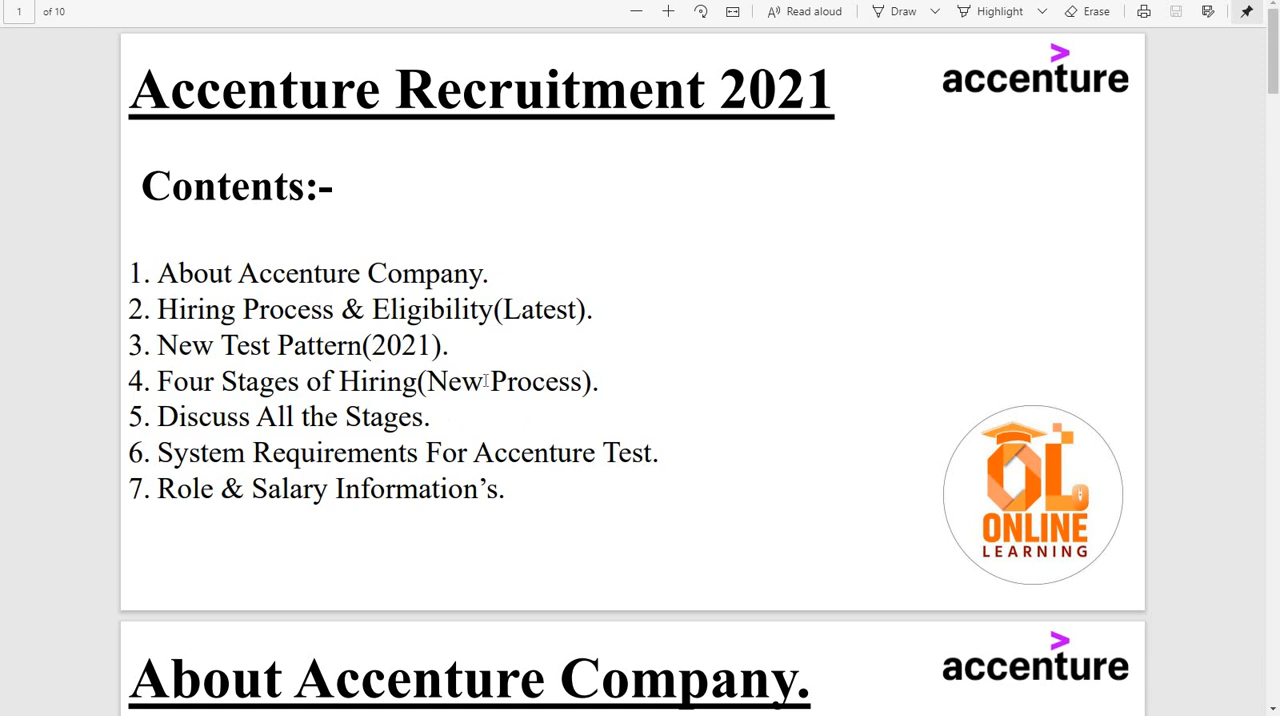 1 of 10 Read aloud Draw Highlight Erase
Accenture Recruitment 2021
accenture
Contents:-
1. About Accenture Company.
2. Hiring Process & Eligibility(Latest).
3. New Test Pattern(2021).
4. Four Stages of Hiring(New Process).
5. Discuss All the Stages.
6. System Requirements For Accenture Test.
7. Role & Salary Information’s.
OL
ONLINE
LEARNING
About Accenture Company.
accenture